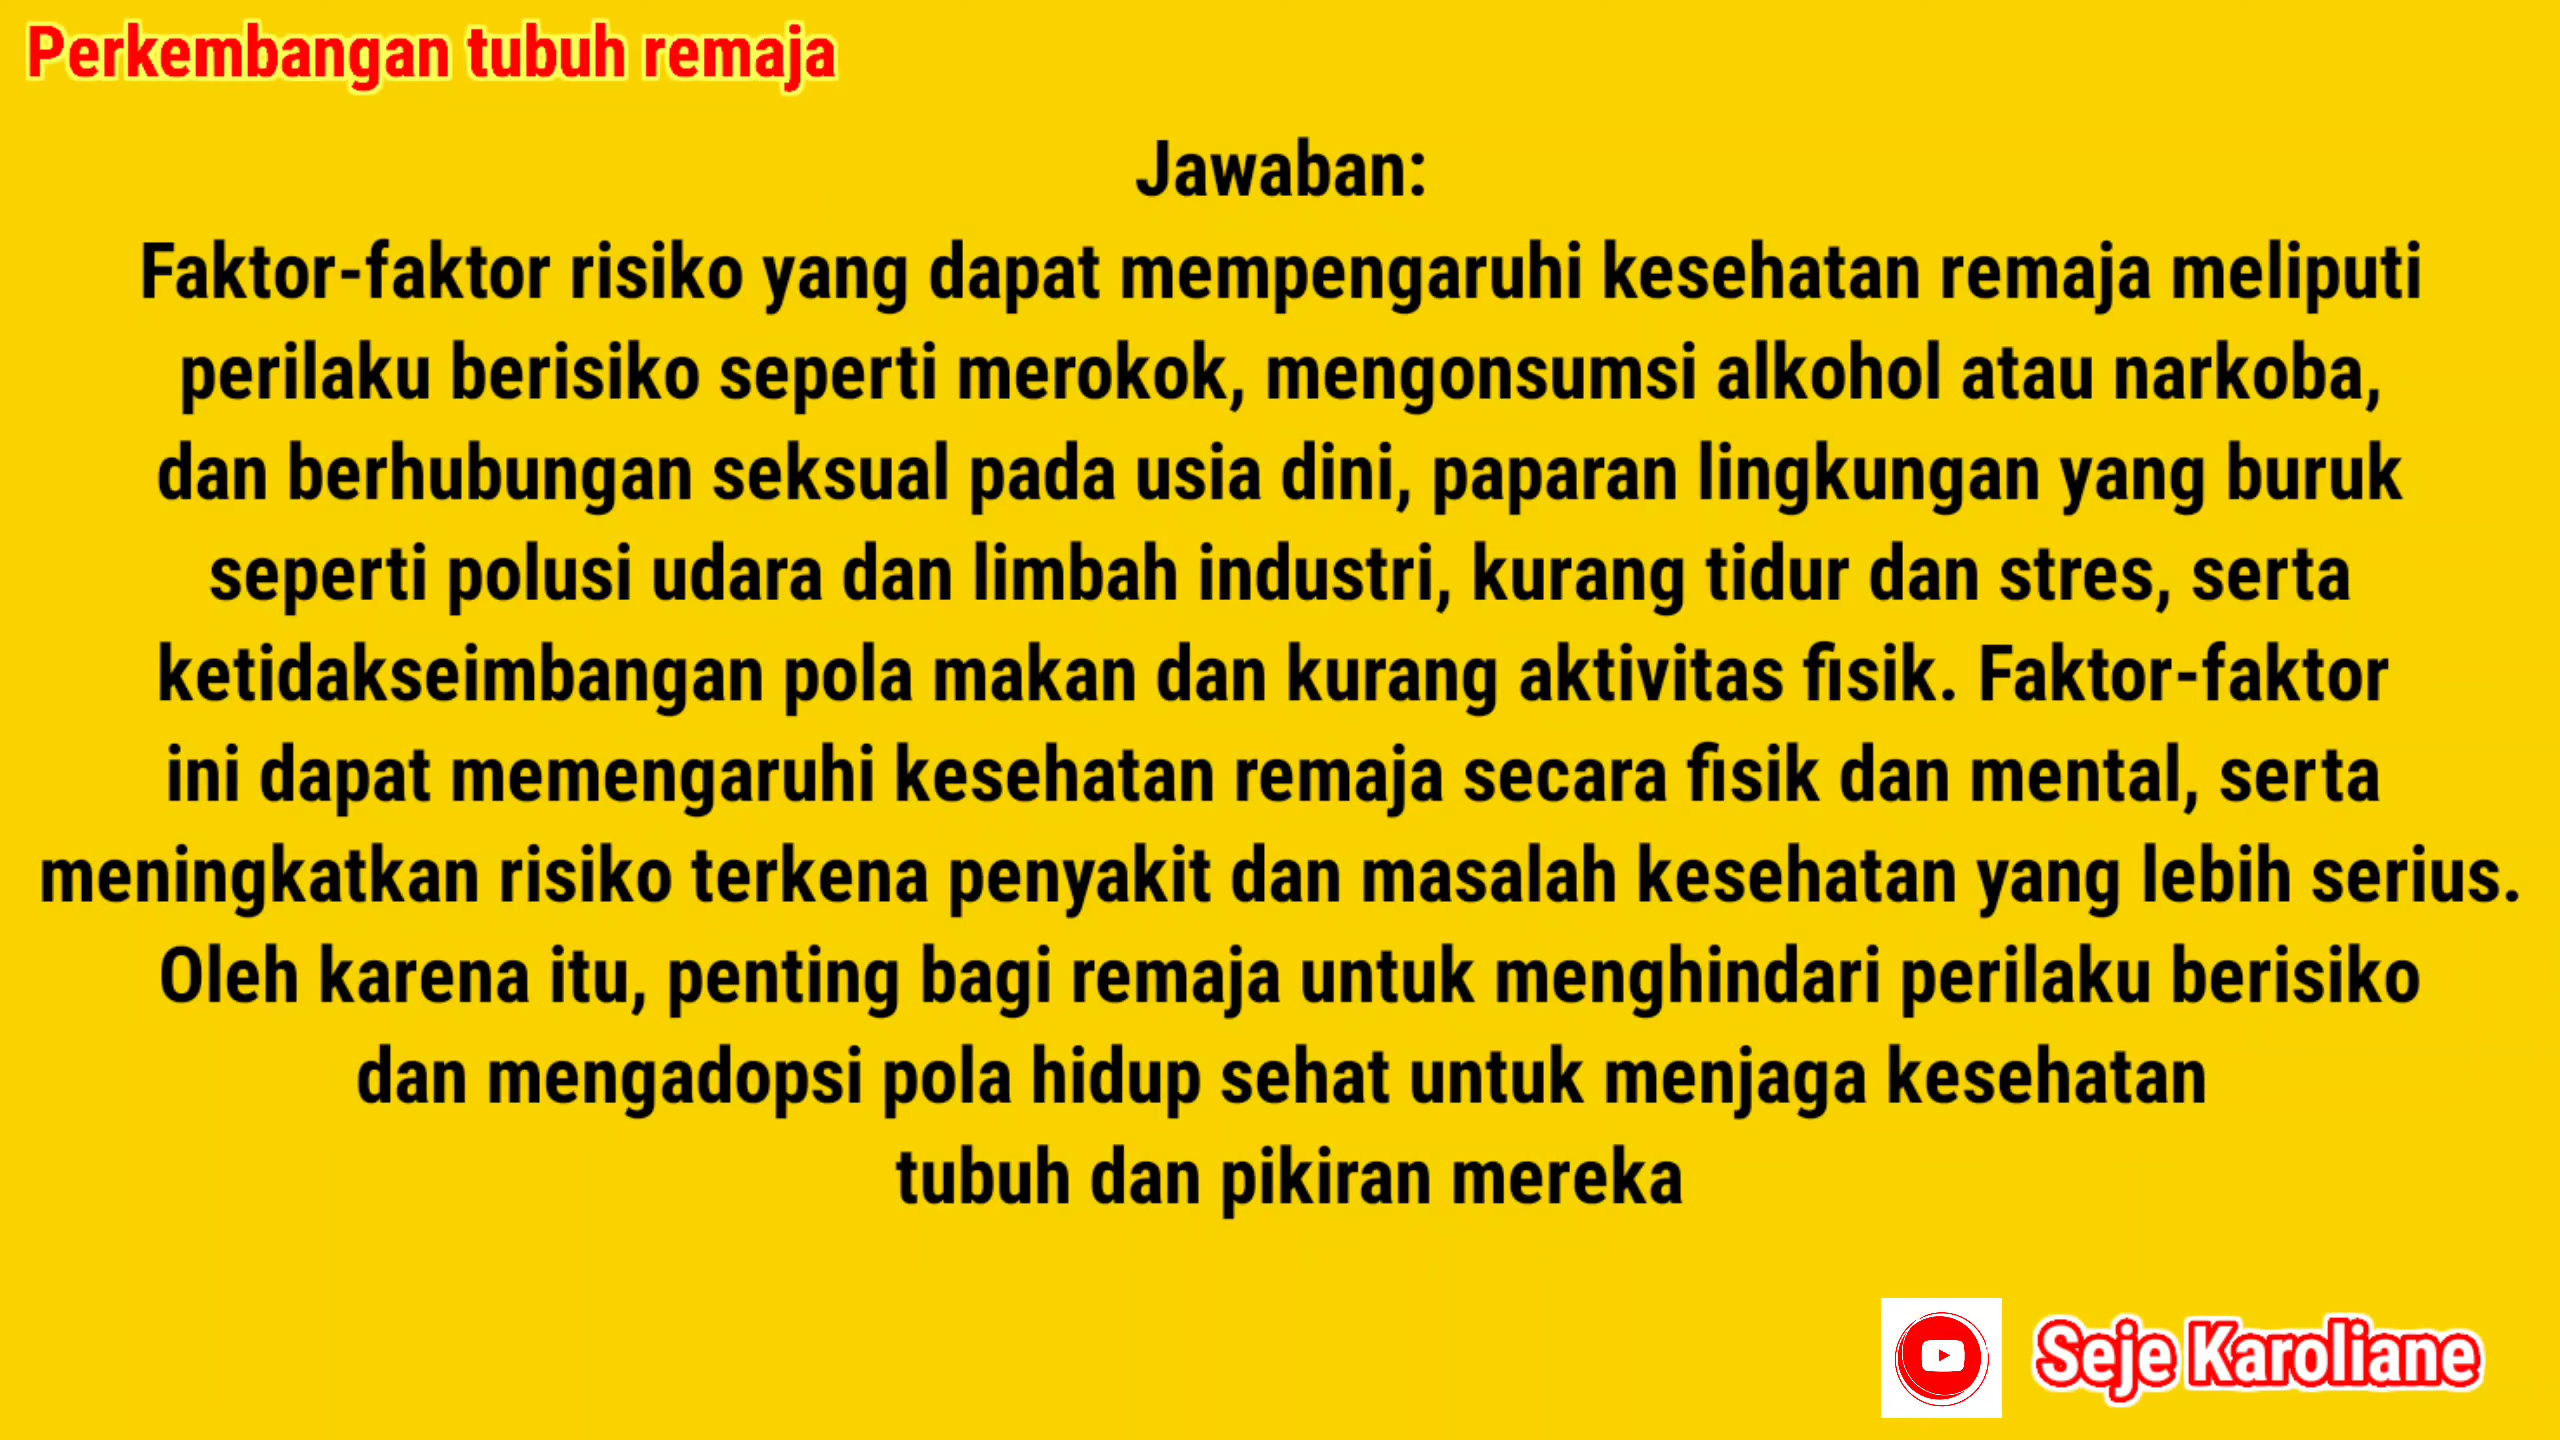 Perkembangan tubuh remaja
Jawaban:
Faktor-faktor risiko yang dapat mempengaruhi kesehatan remaja meliputi
perilaku berisiko seperti merokok, mengonsumsi alkohol atau narkoba,
dan berhubungan seksual pada usia dini, paparan lingkungan yang buruk
seperti polusi udara dan limbah industri, kurang tidur dan stres, serta
ketidakseimbangan pola makan dan kurang aktivitas fisik. Faktor-faktor
ini dapat memengaruhi kesehatan remaja secara fisik dan mental, serta
meningkatkan risiko terkena penyakit dan masalah kesehatan yang lebih serius.
Oleh karena itu, penting bagi remaja untuk menghindari perilaku berisiko
dan mengadopsi pola hidup sehat untuk menjaga kesehatan
tubuh dan pikiran mereka
Seje Karoliane